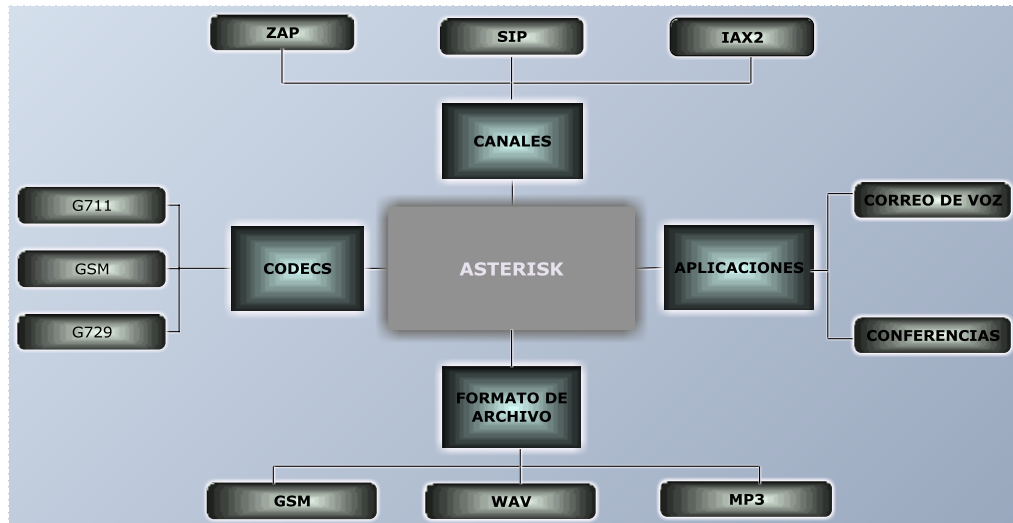 ZAP
SIP
IAX2
CANALES
G711
GSM
G729
CODECS
ASTERISK
APLICACIONES
CORREO DE VOZ
CONFERENCIAS
FORMATO DE
ARCHIVO
GSM
WAV
MP3